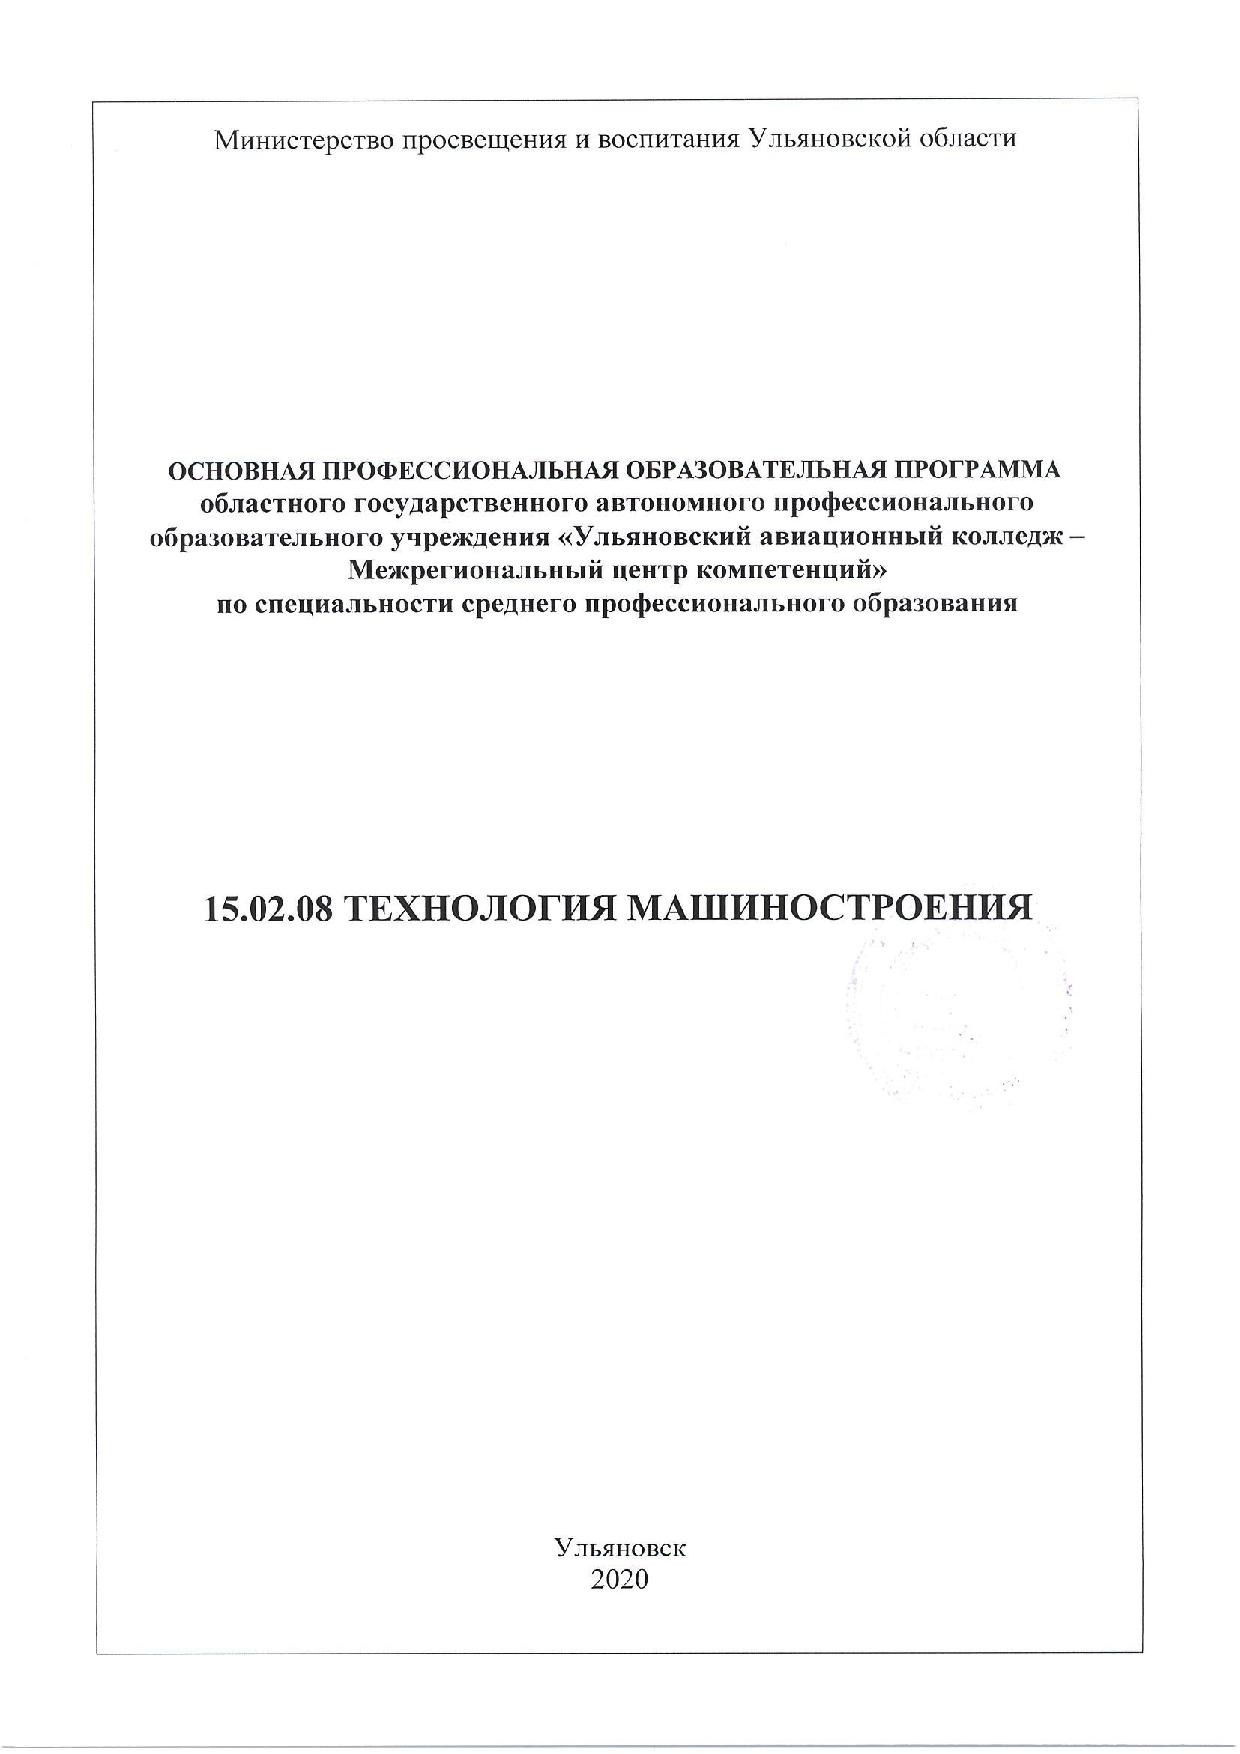 Министерство просвещения и воспитания Ульяновской области
ОСНОВНАЯ ПРОФЕССИОНАЛЬНАЯ ОБРАЗОВАТЕЛЬНАЯ ПРОГРАММА
областного государственного автономного профессионального
образовательного учреждения «Ульяновский авиационный колледж –
Межрегиональный центр компетенций»
по специальности среднего профессионального образования
15.02.08 ТЕХНОЛОГИЯ МАШИНОСТРОЕНИЯ
Ульяновск
2020